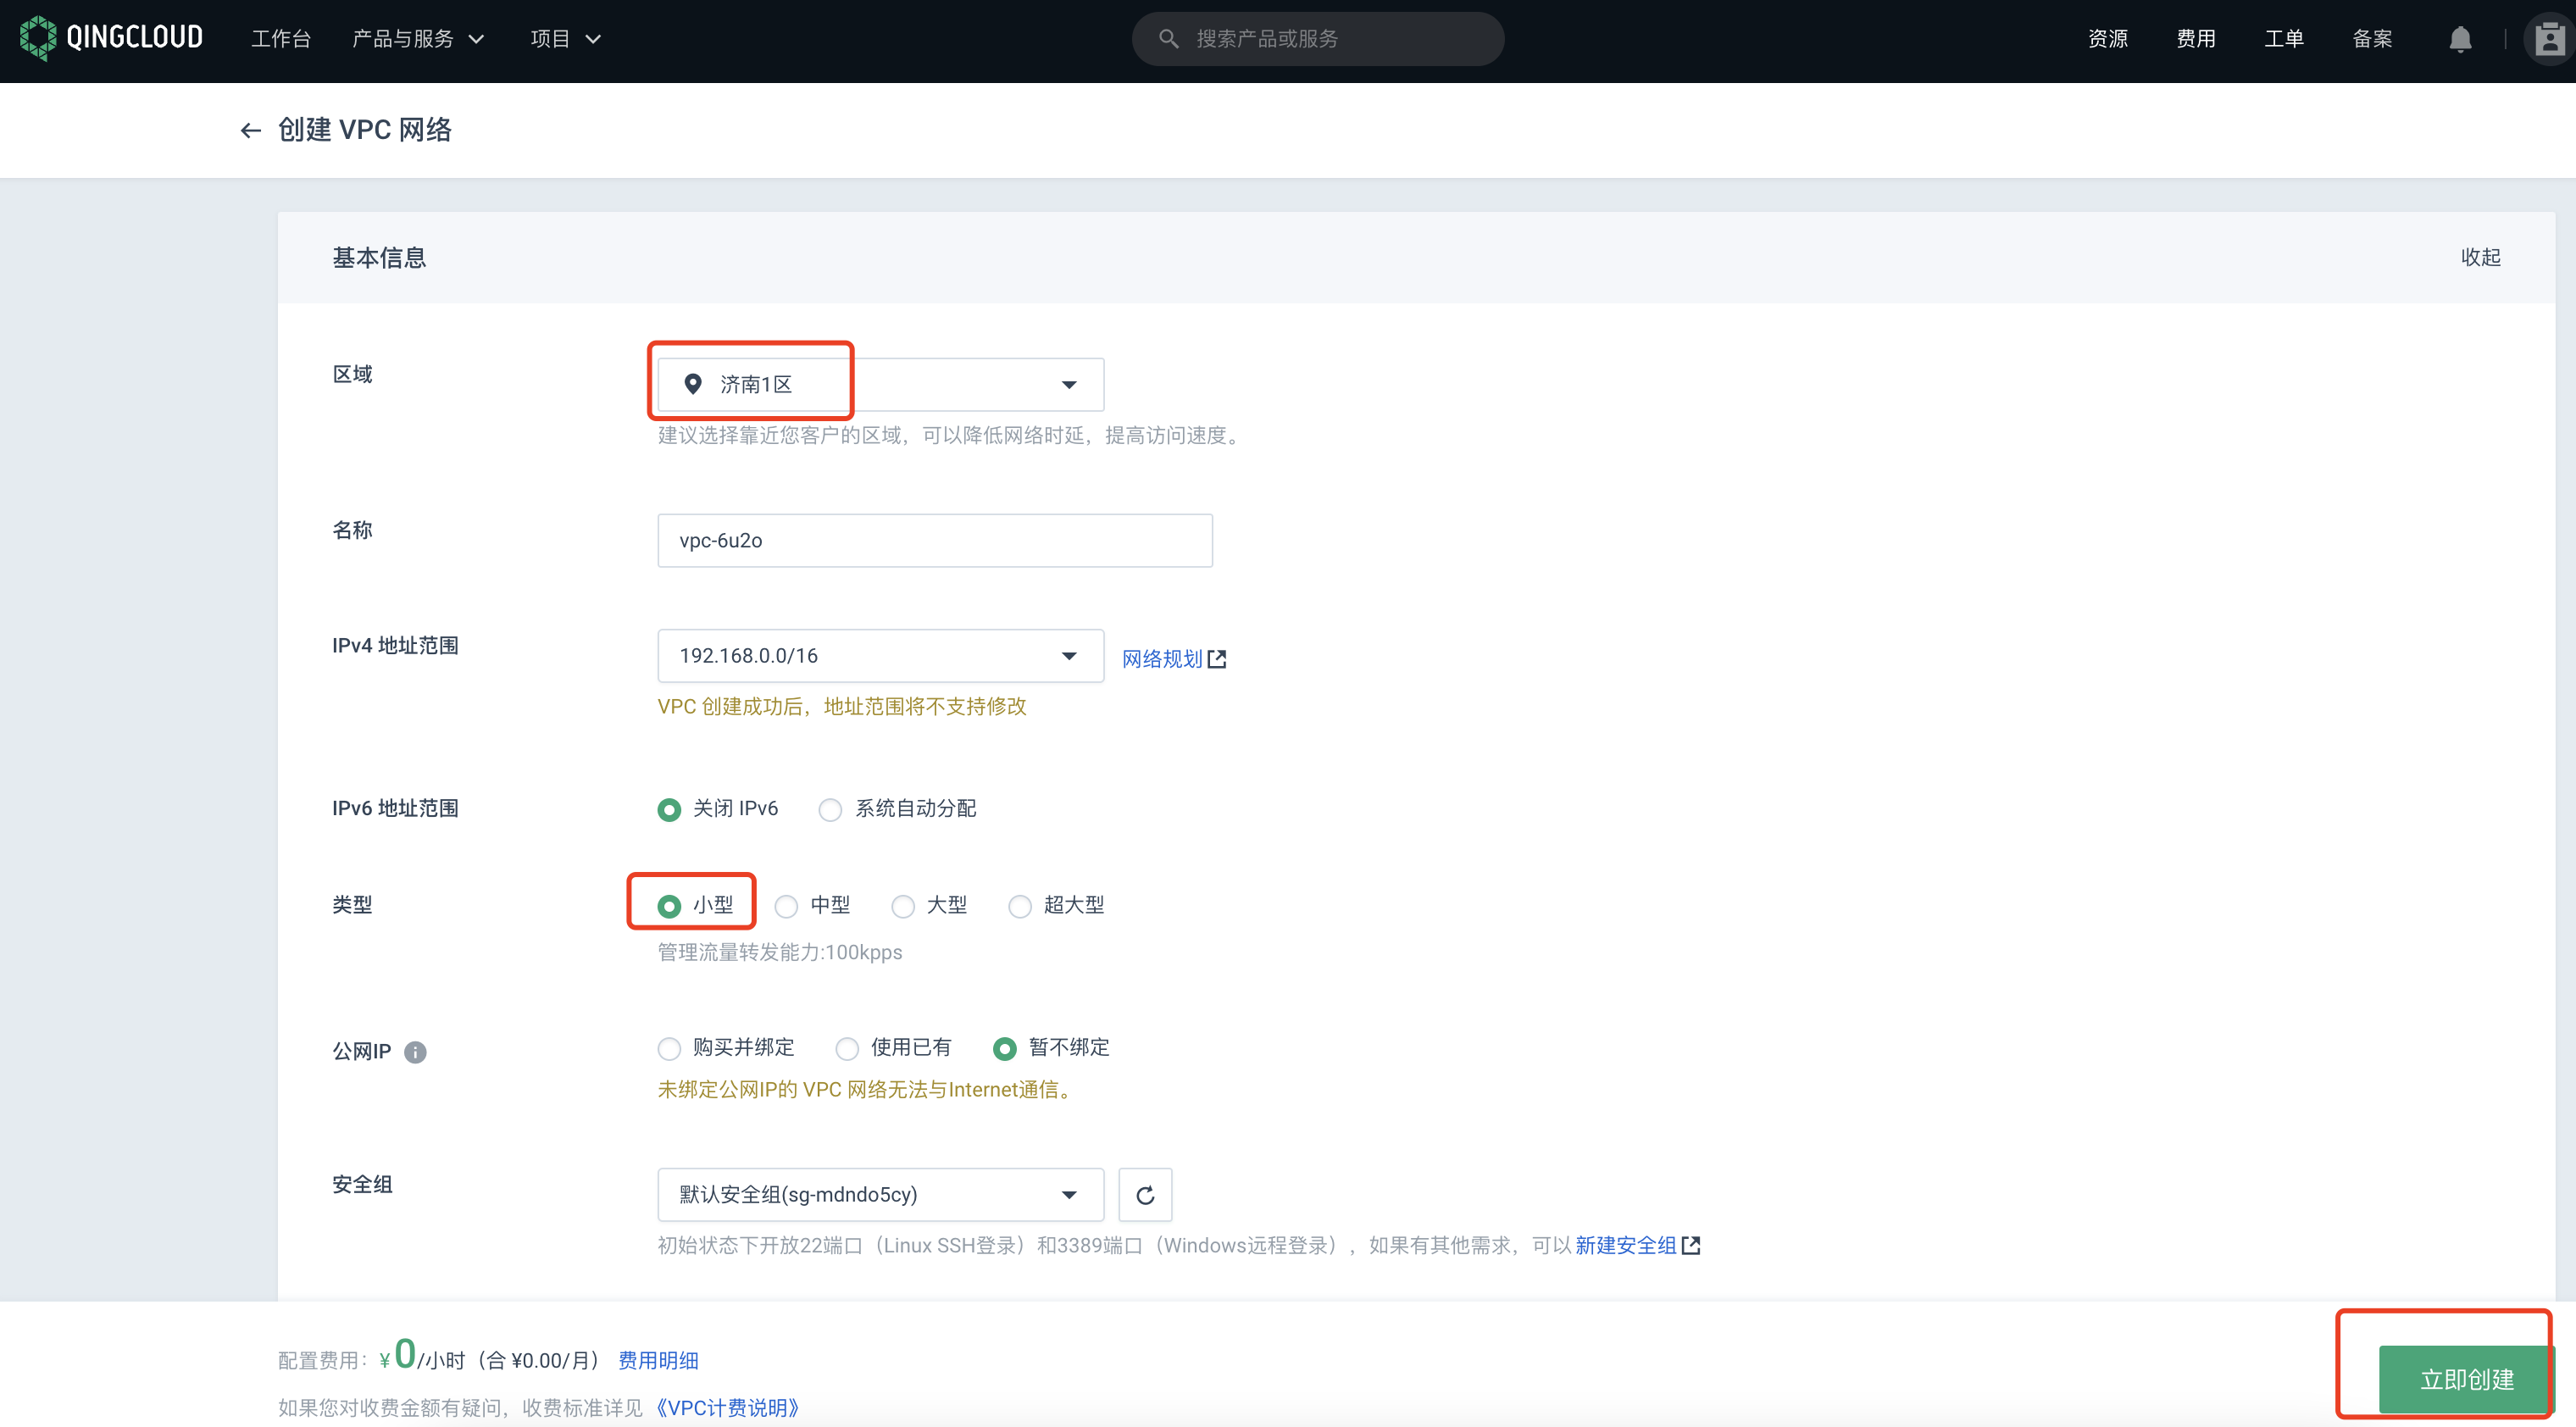 QINGCLOUD 工作台 产品与服务 项目 搜索产品或服务 资源 费用 工单 备案
创建 VPC 网络
基本信息 收起
区域 济南1区
建议选择靠近您客户的区域，可以降低网络时延，提高访问速度。
名称 vpc-6u2o
IPv4 地址范围 192.168.0.0/16 网络规划
VPC 创建成功后，地址范围将不支持修改
IPv6 地址范围 关闭 IPv6 系统自动分配
类型 小型 中型 大型 超大型
管理流量转发能力:100kpps
公网IP 购买并绑定 使用已有 暂不绑定
未绑定公网IP的 VPC 网络无法与Internet通信。
安全组 默认安全组(sg-mdndo5cy)
初始状态下开放22端口（Linux SSH登录）和3389端口（Windows远程登录），如果有其他需求，可以 新建安全组
配置费用：¥0/小时（合 ¥0.00/月） 费用明细
立即创建
如果您对收费金额有疑问，收费标准详见《VPC计费说明》